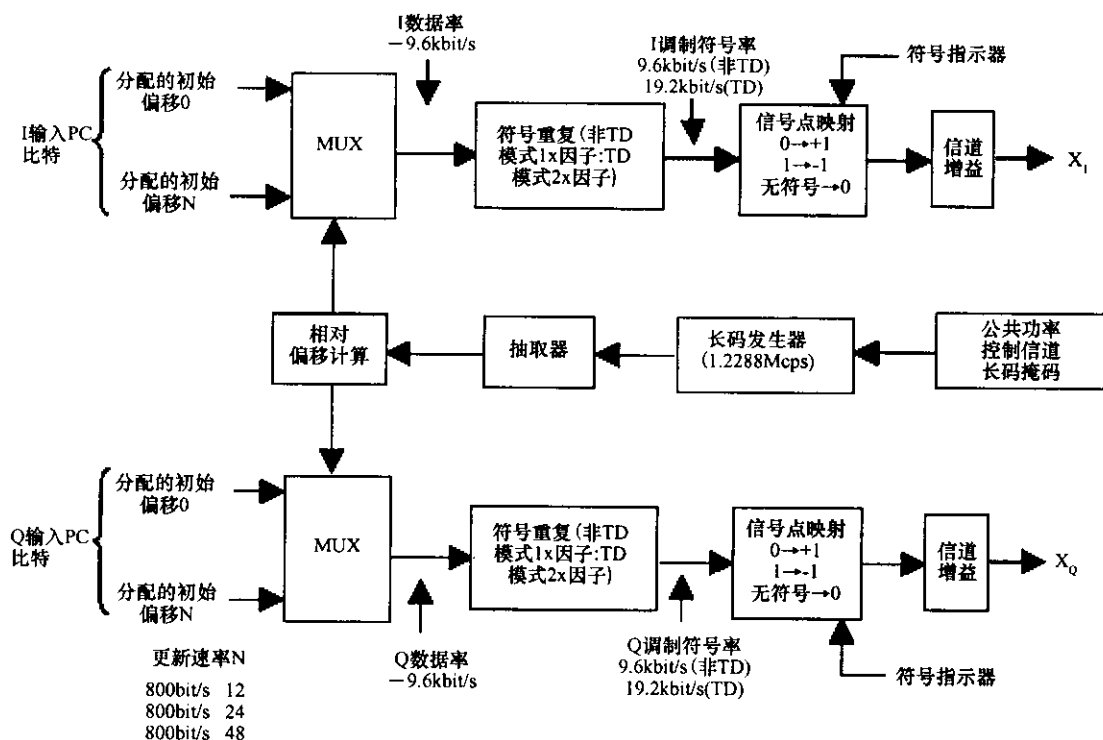 I数据率
－9.6kbit/s
I调制符号率
9.6kbit/s(非TD)
19.2kbit/s(TD)
符号指示器
分配的初始
偏移0
I输入PC
比特
分配的初始
偏移N
MUX
符号重复(非TD
模式1x因子:TD
模式2x因子)
信号点映射
0→+1
1→-1
无符号→0
信道
增益
X_I
相对
偏移计算
抽取器
长码发生器
(1.2288Mcps)
公共功率
控制信道
长码掩码
分配的初始
偏移0
Q输入PC
比特
分配的初始
偏移N
MUX
符号重复(非TD
模式1x因子:TD
模式2x因子)
信号点映射
0→+1
1→-1
无符号→0
信道
增益
X_Q
更新速率N
800bit/s 12
800bit/s 24
800bit/s 48
Q数据率
－9.6kbit/s
Q调制符号率
9.6kbit/s(非TD)
19.2kbit/s(TD)
符号指示器